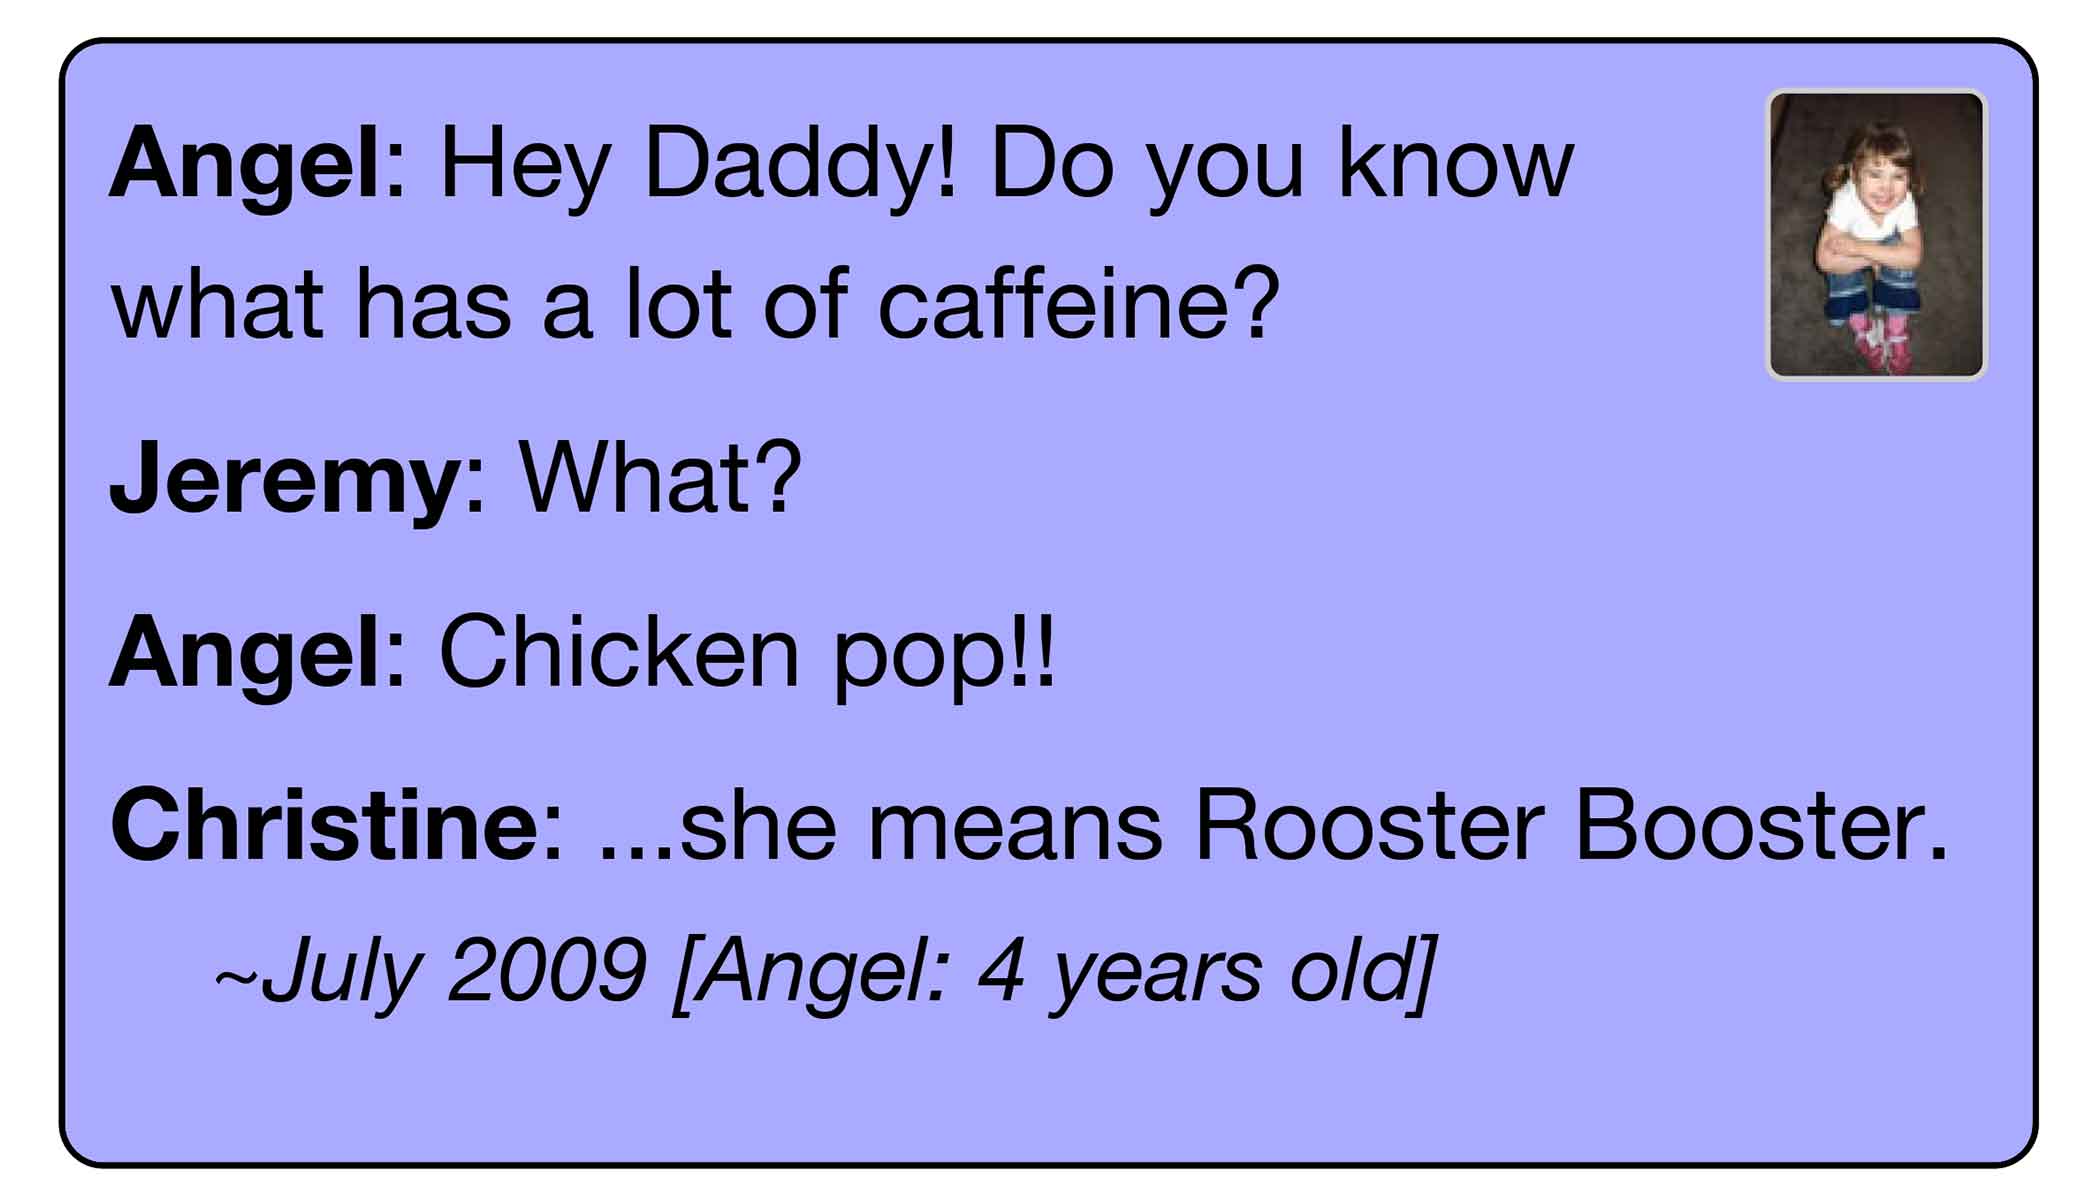 Angel: Hey Daddy! Do you know
what has a lot of caffeine?
Jeremy: What?
Angel: Chicken pop!!
Christine: ...she means Rooster Booster.
~July 2009 [Angel: 4 years old]